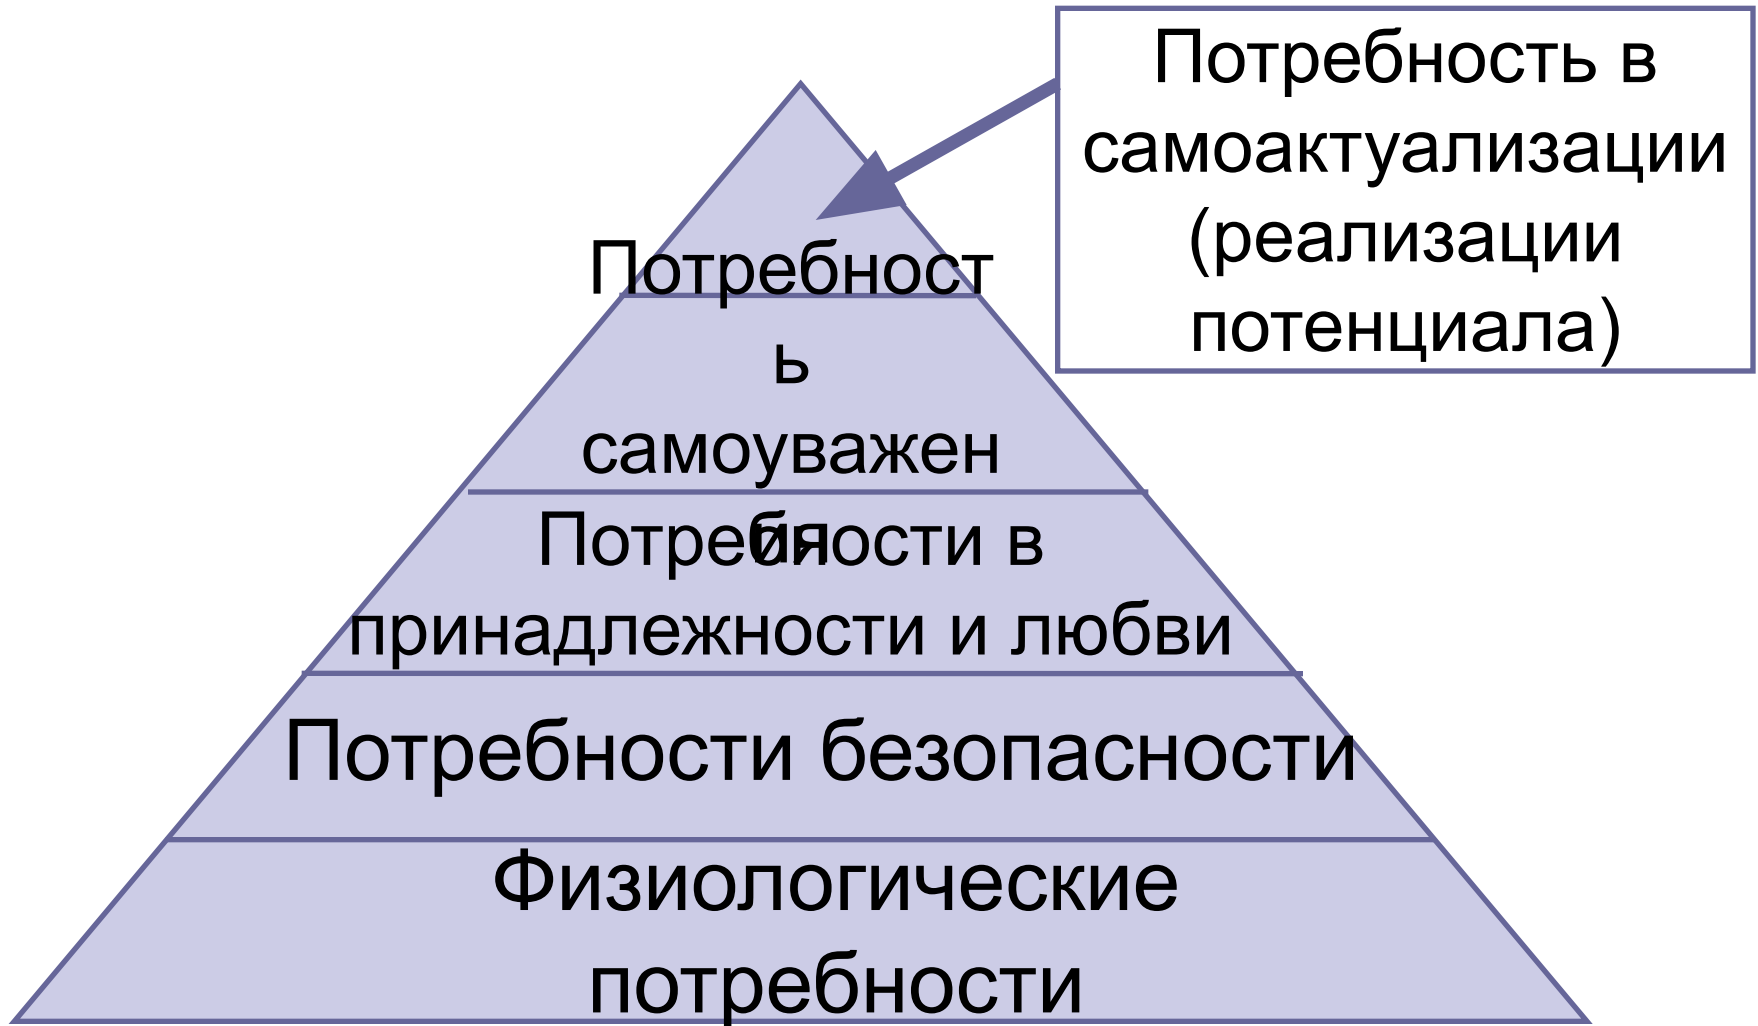 Потребность в
самоактуализации
(реализации
потенциала)
Потребност
ь
самоуважен
ия
Потребности в
принадлежности и любви
Потребности безопасности
Физиологические
потребности